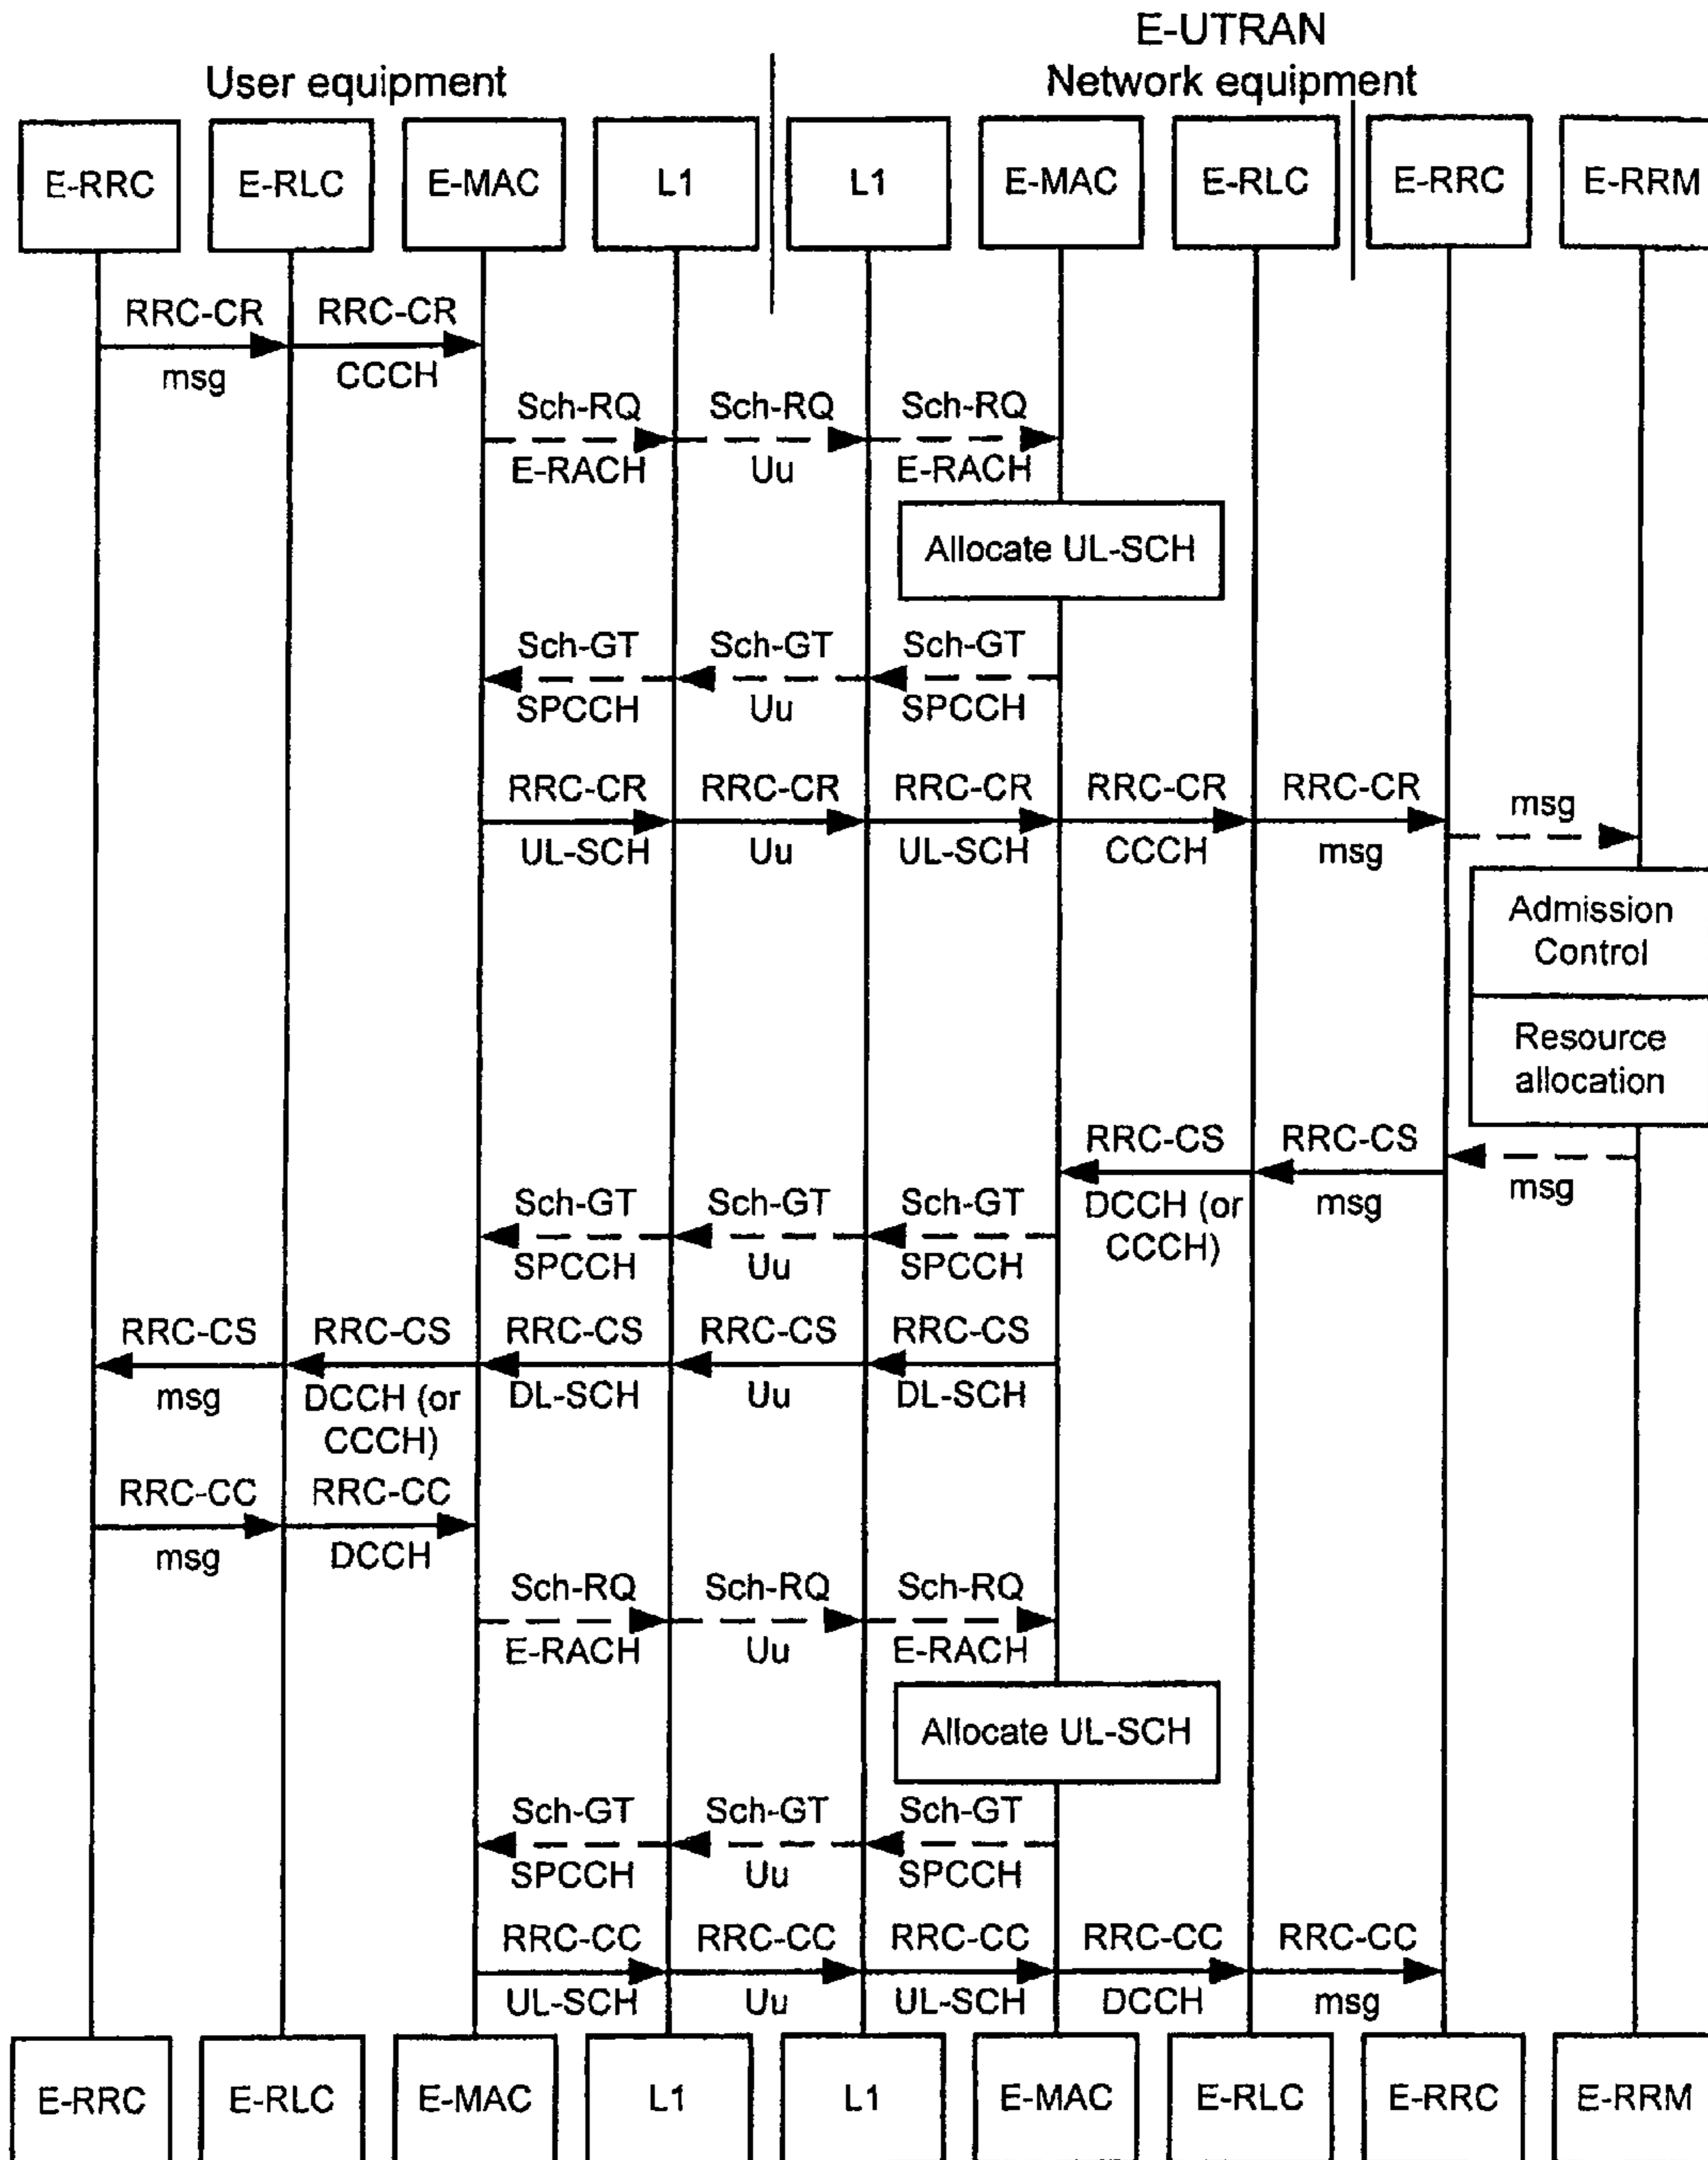 E-UTRAN
User equipment Network equipment
E-RRC E-RLC E-MAC L1 L1 E-MAC E-RLC E-RRC E-RRM
RRC-CR RRC-CR
msg CCCH
Sch-RQ Sch-RQ Sch-RQ
E-RACH Uu E-RACH
Allocate UL-SCH
Sch-GT Sch-GT Sch-GT
SPCCH Uu SPCCH
RRC-CR RRC-CR RRC-CR RRC-CR RRC-CR msg
UL-SCH Uu UL-SCH CCCH msg
Admission
Control
Resource
allocation
RRC-CS RRC-CS
DCCH (or msg msg
CCCH)
Sch-GT Sch-GT Sch-GT
SPCCH Uu SPCCH
RRC-CS RRC-CS RRC-CS RRC-CS RRC-CS
msg DCCH (or DL-SCH Uu DL-SCH
CCCH)
RRC-CC RRC-CC
msg DCCH
Sch-RQ Sch-RQ Sch-RQ
E-RACH Uu E-RACH
Allocate UL-SCH
Sch-GT Sch-GT Sch-GT
SPCCH Uu SPCCH
RRC-CC RRC-CC RRC-CC RRC-CC RRC-CC
UL-SCH Uu UL-SCH DCCH msg
E-RRC E-RLC E-MAC L1 L1 E-MAC E-RLC E-RRC E-RRM